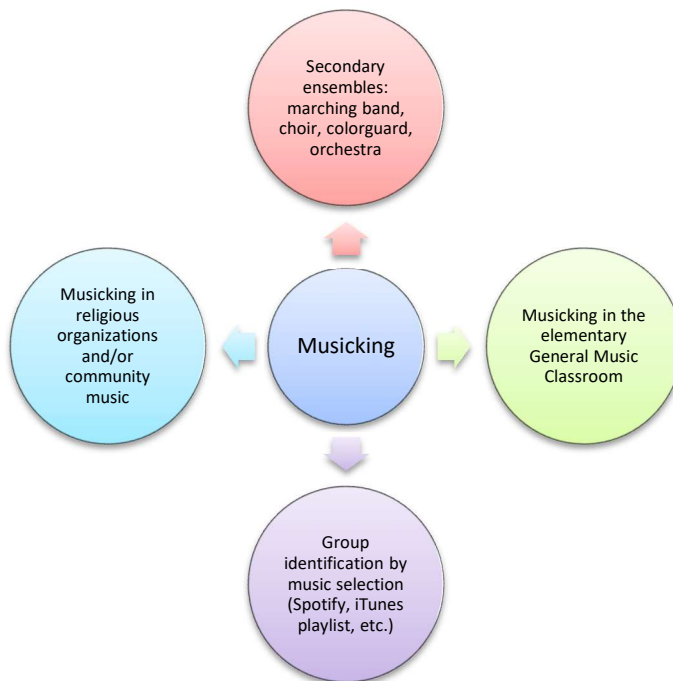 Secondary
ensembles:
marching band,
choir, colorguard,
orchestra
Musicking in
religious
organizations
and/or
community
music
Musicking
Musicking in the
elementary
General Music
Classroom
Group
identification by
music selection
(Spotify, iTunes
playlist, etc.)